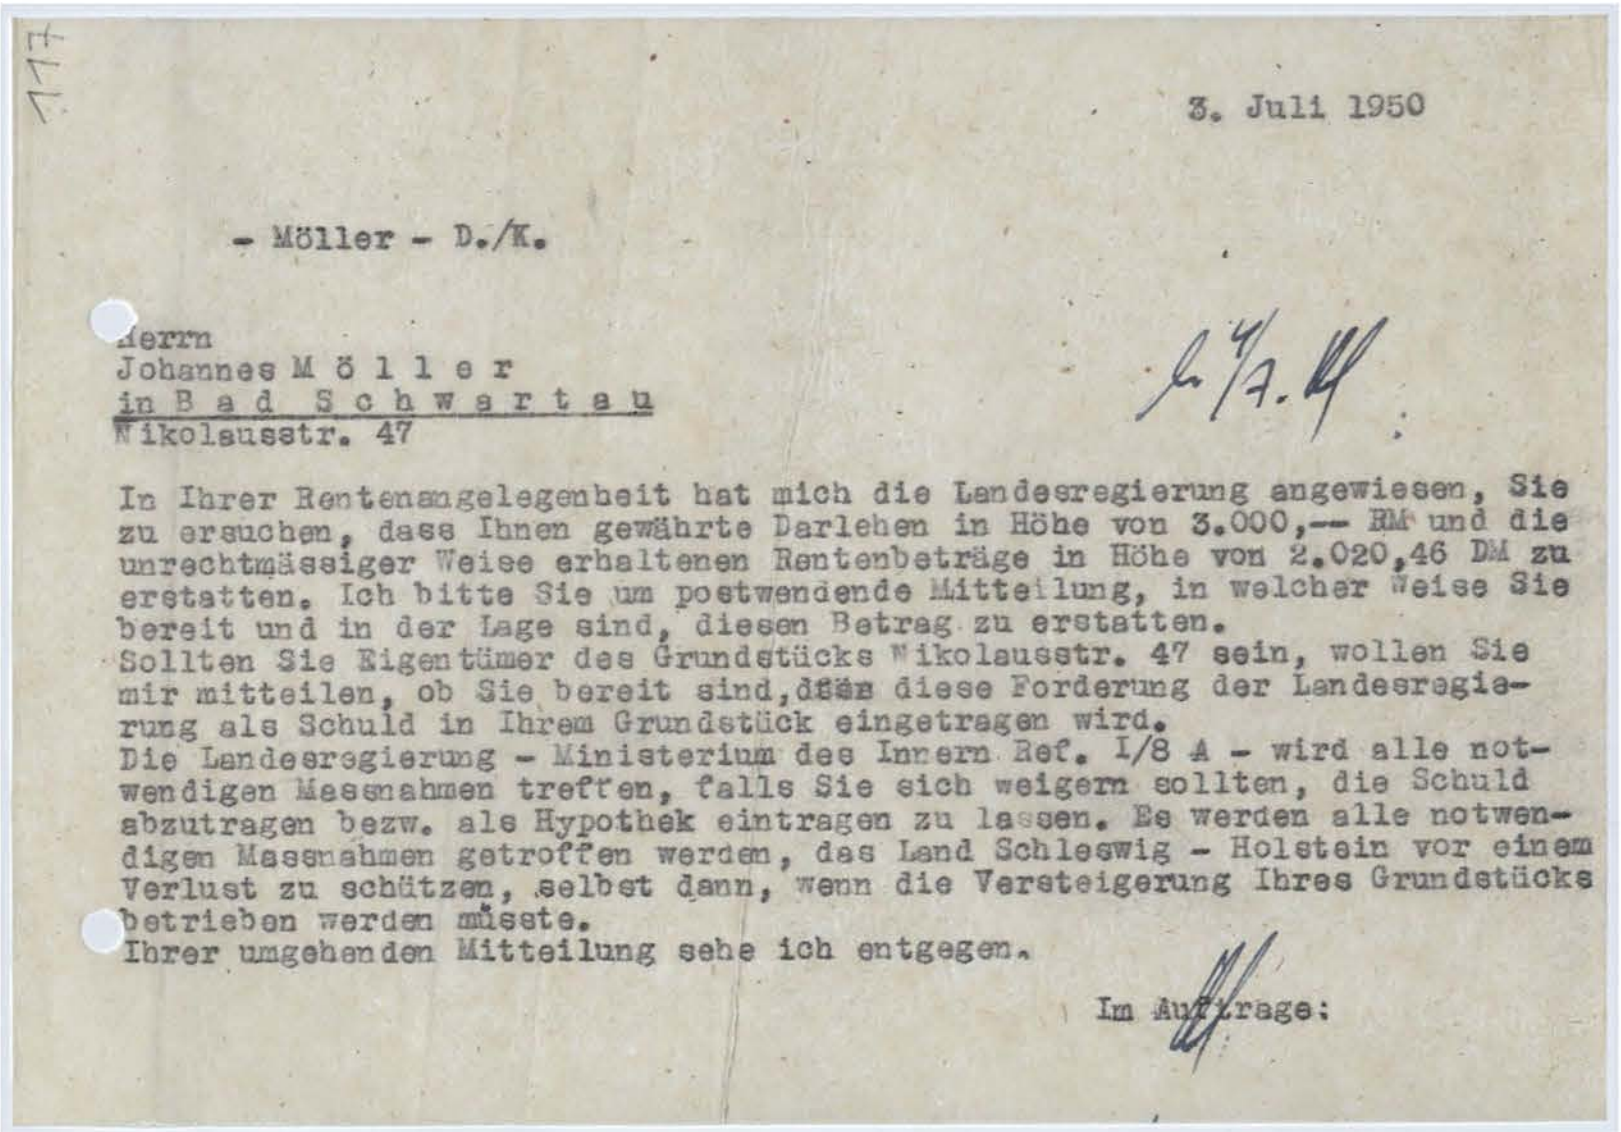 117
3. Juli 1950
- Möller - D./K.
Herrn
Johannes M ö l l e r
in B a d  S c h w a r t a u
Nikolausstr. 47
4/7.
In Ihrer Rentenangelegenheit hat mich die Landesregierung angewiesen, Sie
zu ersuchen, dass Ihnen gewährte Darlehen in Höhe von 3.000,-- RM und die
unrechtmässiger Weise erhaltenen Rentenbeträge in Höhe von 2.020,46 DM zu
erstatten. Ich bitte Sie um postwendende Mitteilung, in welcher Weise Sie
bereit und in der Lage sind, diesen Betrag zu erstatten.
Sollten Sie Eigentümer des Grundstücks Nikolausstr. 47 sein, wollen Sie
mir mitteilen, ob Sie bereit sind, diese Forderung der Landesregie-
rung als Schuld in Ihrem Grundstück eingetragen wird.
Die Landesregierung - Ministerium des Innern Ref. I/8 A - wird alle not-
wendigen Massnahmen treffen, falls Sie sich weigern sollten, die Schuld
abzutragen bezw. als Hypothek eintragen zu lassen. Es werden alle notwen-
digen Massnahmen getroffen werden, das Land Schleswig - Holstein vor einem
Verlust zu schützen, selbst dann, wenn die Versteigerung Ihres Grundstücks
betrieben werden müsste.
Ihrer umgehenden Mitteilung sehe ich entgegen.
Im Auftrage: